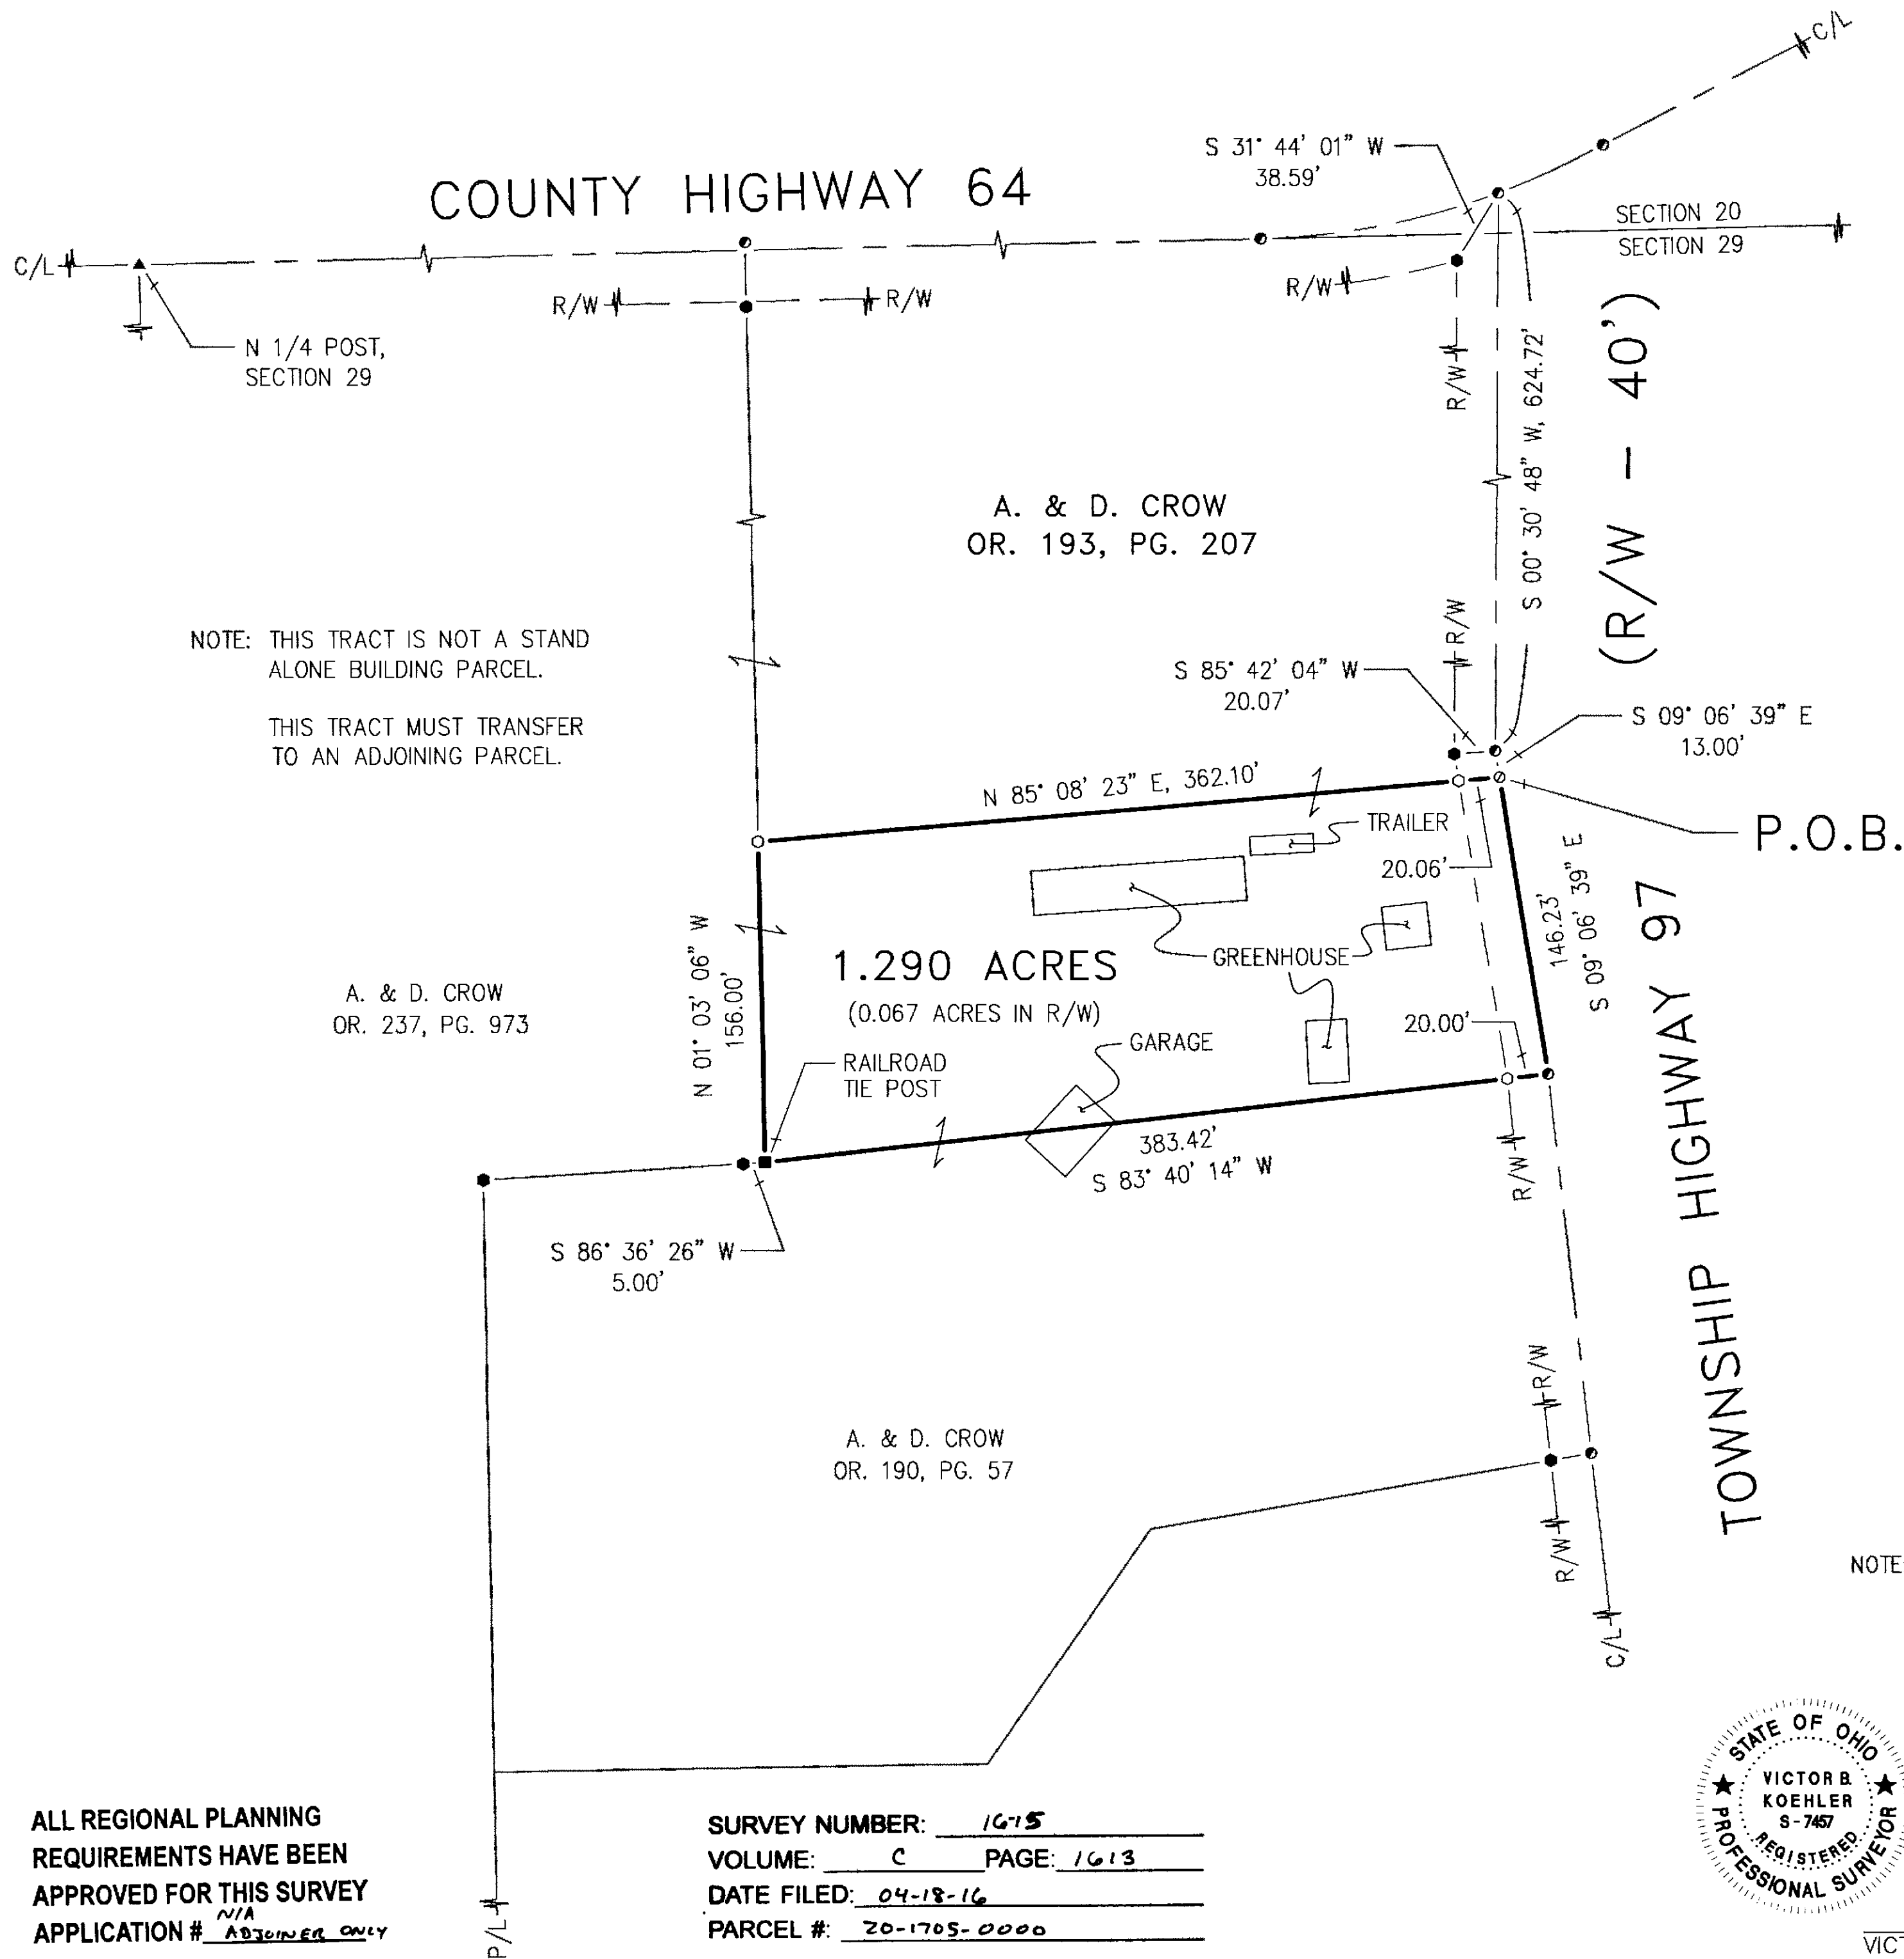 C/L
S 31° 44' 01" W
38.59'
COUNTY HIGHWAY 64
SECTION 20
SECTION 29
C/L
R/W
R/W
R/W
N 1/4 POST,
SECTION 29
R/W
S 00° 30' 48" W, 624.72'
(R/W - 40')
A. & D. CROW
OR. 193, PG. 207
NOTE: THIS TRACT IS NOT A STAND
ALONE BUILDING PARCEL.
THIS TRACT MUST TRANSFER
TO AN ADJOINING PARCEL.
R/W
S 85° 42' 04" W
20.07'
S 09° 06' 39" E
13.00'
N 85° 08' 23" E, 362.10'
P.O.B.
TRAILER
20.06'
146.23'
S 09° 06' 39" E
TOWNSHIP HIGHWAY 97
GREENHOUSE
1.290 ACRES
(0.067 ACRES IN R/W)
N 01° 03' 06" W
156.00'
A. & D. CROW
OR. 237, PG. 973
20.00'
GARAGE
RAILROAD
TIE POST
383.42'
S 83° 40' 14" W
R/W
S 86° 36' 26" W
5.00'
R/W
A. & D. CROW
OR. 190, PG. 57
R/W
NOTE
C/L
STATE OF OHIO
VICTOR B.
KOEHLER
S-7457
REGISTERED
PROFESSIONAL SURVEYOR
ALL REGIONAL PLANNING
REQUIREMENTS HAVE BEEN
APPROVED FOR THIS SURVEY
N/A
APPLICATION # ADJOINER ONLY
P/L
SURVEY NUMBER: 16-15
VOLUME: C PAGE: 1613
DATE FILED: 04-18-16
PARCEL #: 20-1705-0000
VIC